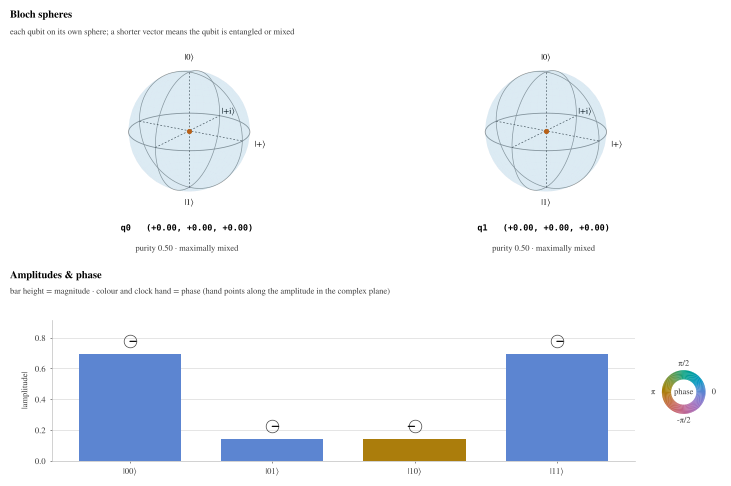 Bloch spheres
each qubit on its own sphere; a shorter vector means the qubit is entangled or mixed
|0⟩ |0⟩
|+i⟩ |+i⟩
|+⟩ |+⟩
|1⟩ |1⟩
q0 (+0.00, +0.00, +0.00) q1 (+0.00, +0.00, +0.00)
purity 0.50 · maximally mixed purity 0.50 · maximally mixed
Amplitudes & phase
bar height = magnitude · colour and clock hand = phase (hand points along the amplitude in the complex plane)
|amplitude|
0.8
0.6
0.4
0.2
0.0
|00⟩ |01⟩ |10⟩ |11⟩
π/2
π phase 0
-π/2